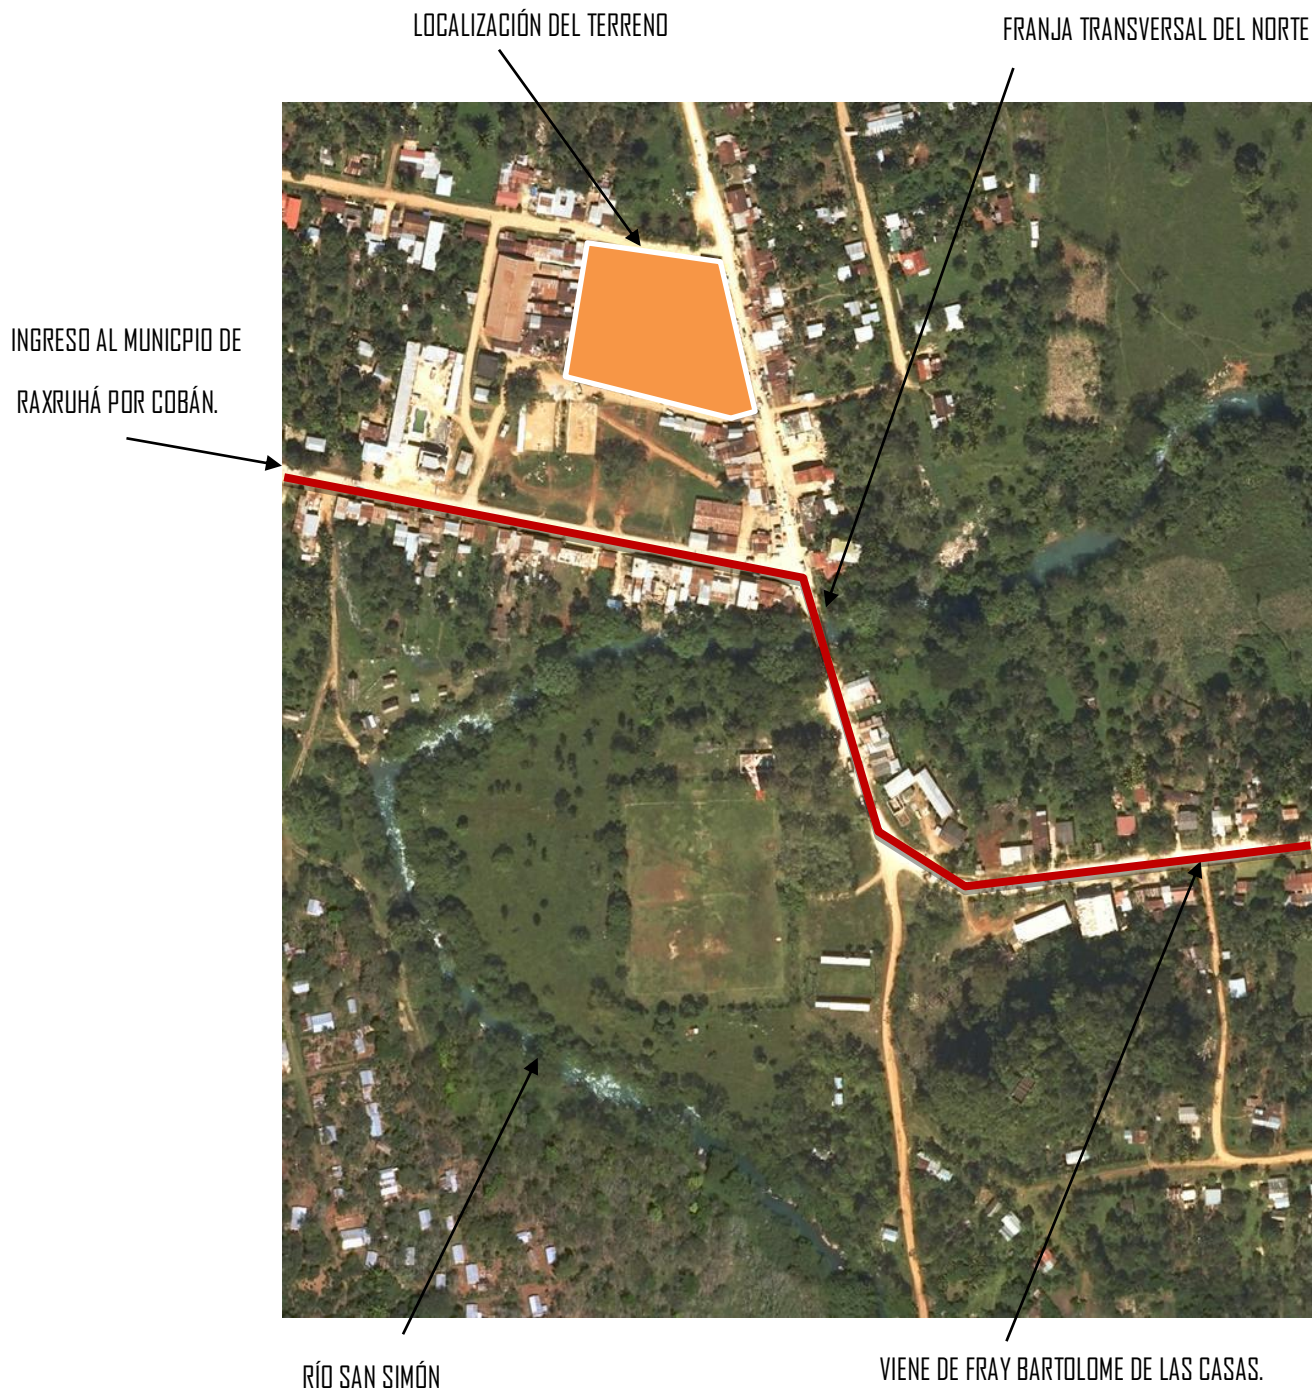 LOCALIZACIÓN DEL TERRENO
FRANJA TRANSVERSAL DEL NORTE
INGRESO AL MUNICPIO DE
RAXRUHÁ POR COBÁN.
RÍO SAN SIMÓN
VIENE DE FRAY BARTOLOME DE LAS CASAS.